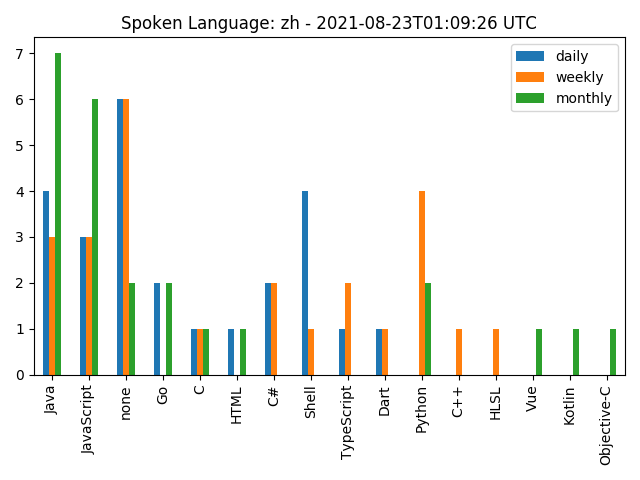 Spoken Language: zh - 2021-08-23T01:09:26 UTC
daily
weekly
monthly
7
6
5
4
3
2
1
0
Java
JavaScript
none
Go
C
HTML
C#
Shell
TypeScript
Dart
Python
C++
HLSL
Vue
Kotlin
Objective-C